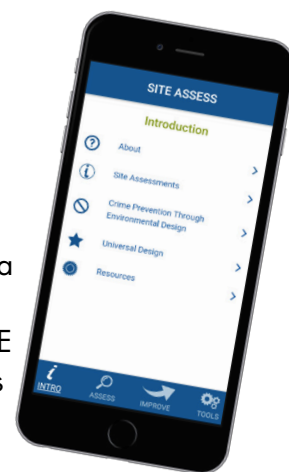 SITE ASSESS
Introduction
About
Site Assessments
Crime Prevention Through
Environmental Design
Universal Design
Resources
INTRO
ASSESS
IMPROVE
TOOLS
a
E
s